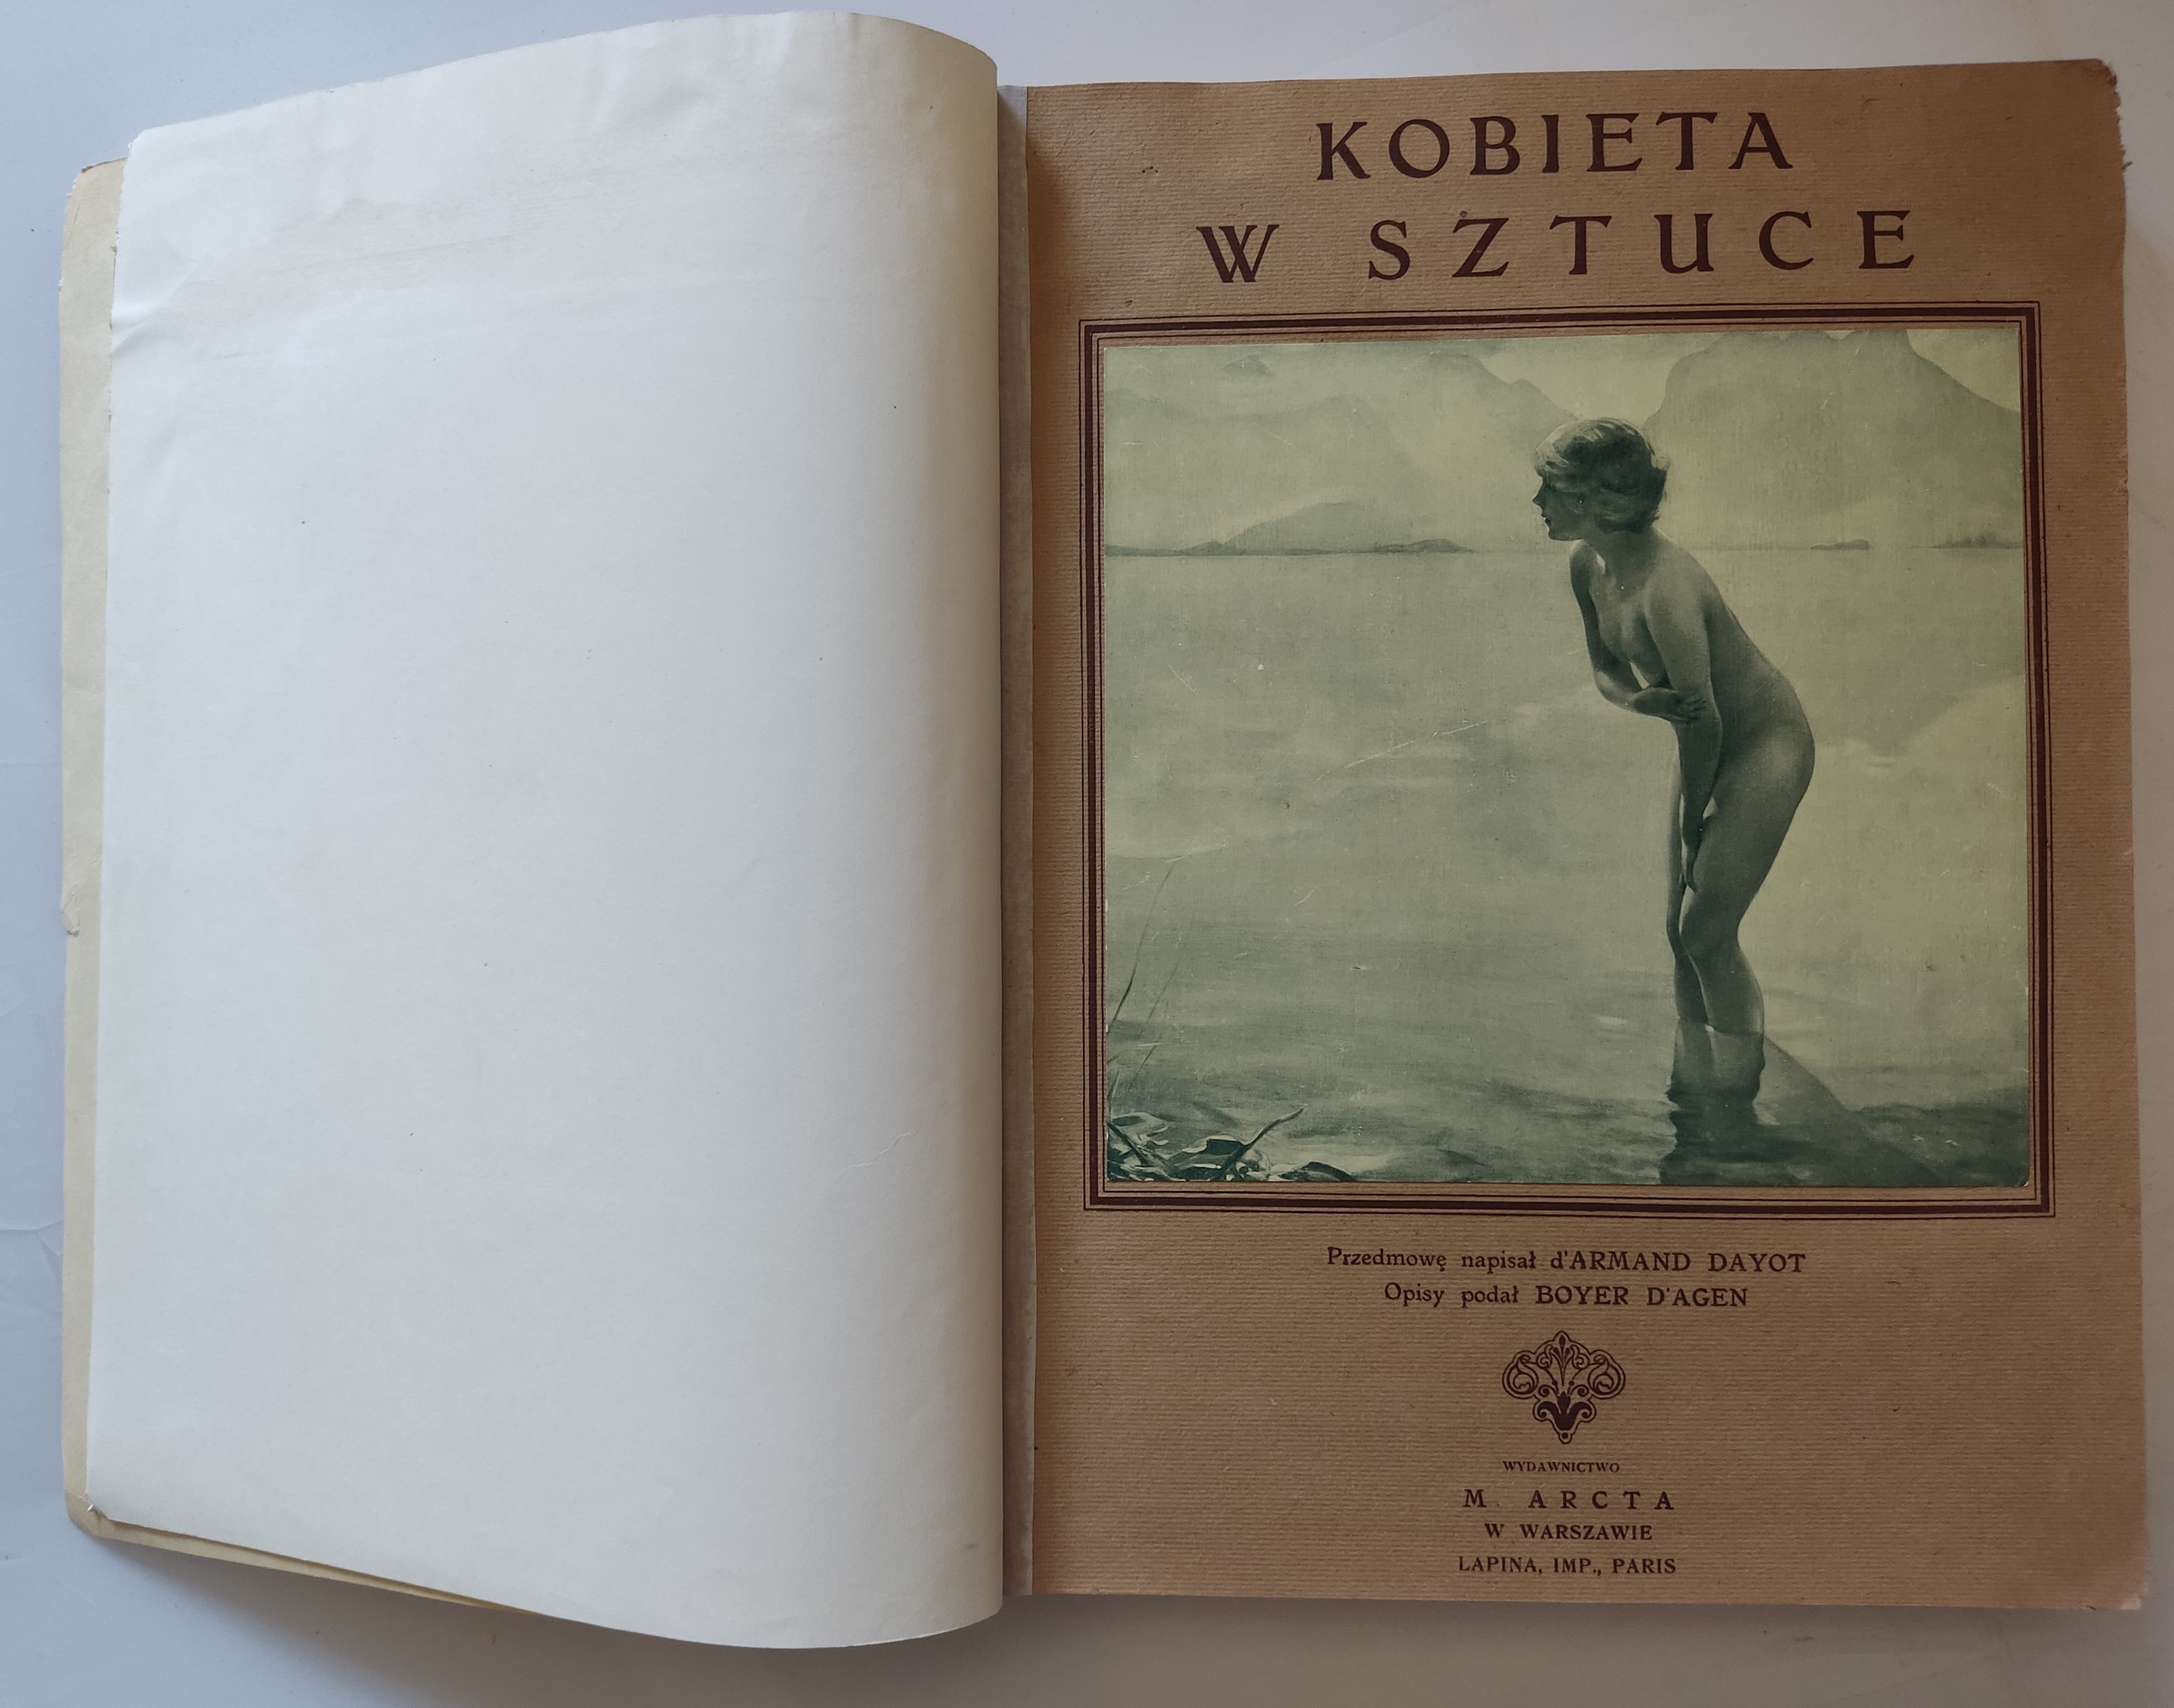 KOBIETA
W SZTUCE
Przedmowę napisał d'ARMAND DAYOT
Opisy podał BOYER D'AGEN
WYDAWNICTWO
M. ARCTA
W WARSZAWIE
LAPINA, IMP., PARIS